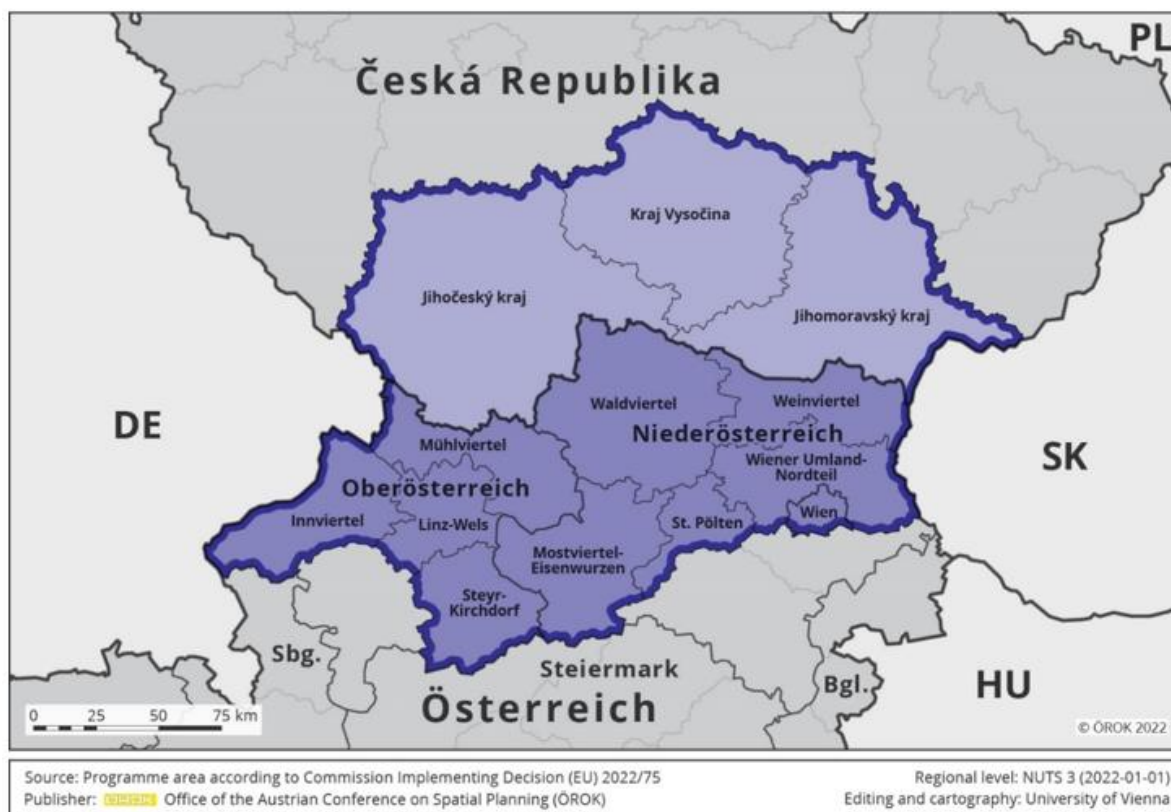 PL
Česká Republika
Kraj Vysočina
Jihočeský kraj
Jihomoravský kraj
DE
Waldviertel
Weinviertel
Niederösterreich
Mühlviertel
Wiener Umland-
Nordteil
SK
Oberösterreich
Innviertel
Linz-Wels
St. Pölten
Wien
Mostviertel-
Eisenwurzen
Steyr-
Kirchdorf
Sbg.
Steiermark
Bgl.
HU
Österreich
0 25 50 75 km
© ÖROK 2022
Source: Programme area according to Commission Implementing Decision (EU) 2022/75
Regional level: NUTS 3 (2022-01-01)
Publisher: Office of the Austrian Conference on Spatial Planning (ÖROK)
Editing and cartography: University of Vienna